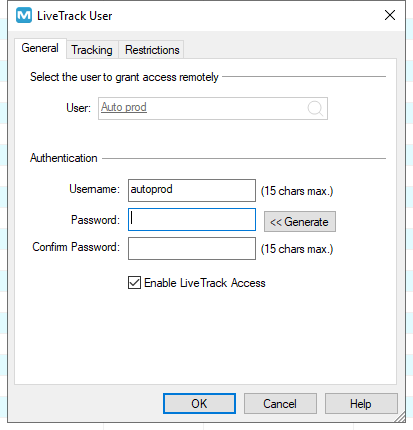 LiveTrack User
General Tracking Restrictions
Select the user to grant access remotely
User: Auto prod
Authentication
Username: autoprod (15 chars max.)
Password: << Generate
Confirm Password: (15 chars max.)
Enable LiveTrack Access
OK Cancel Help